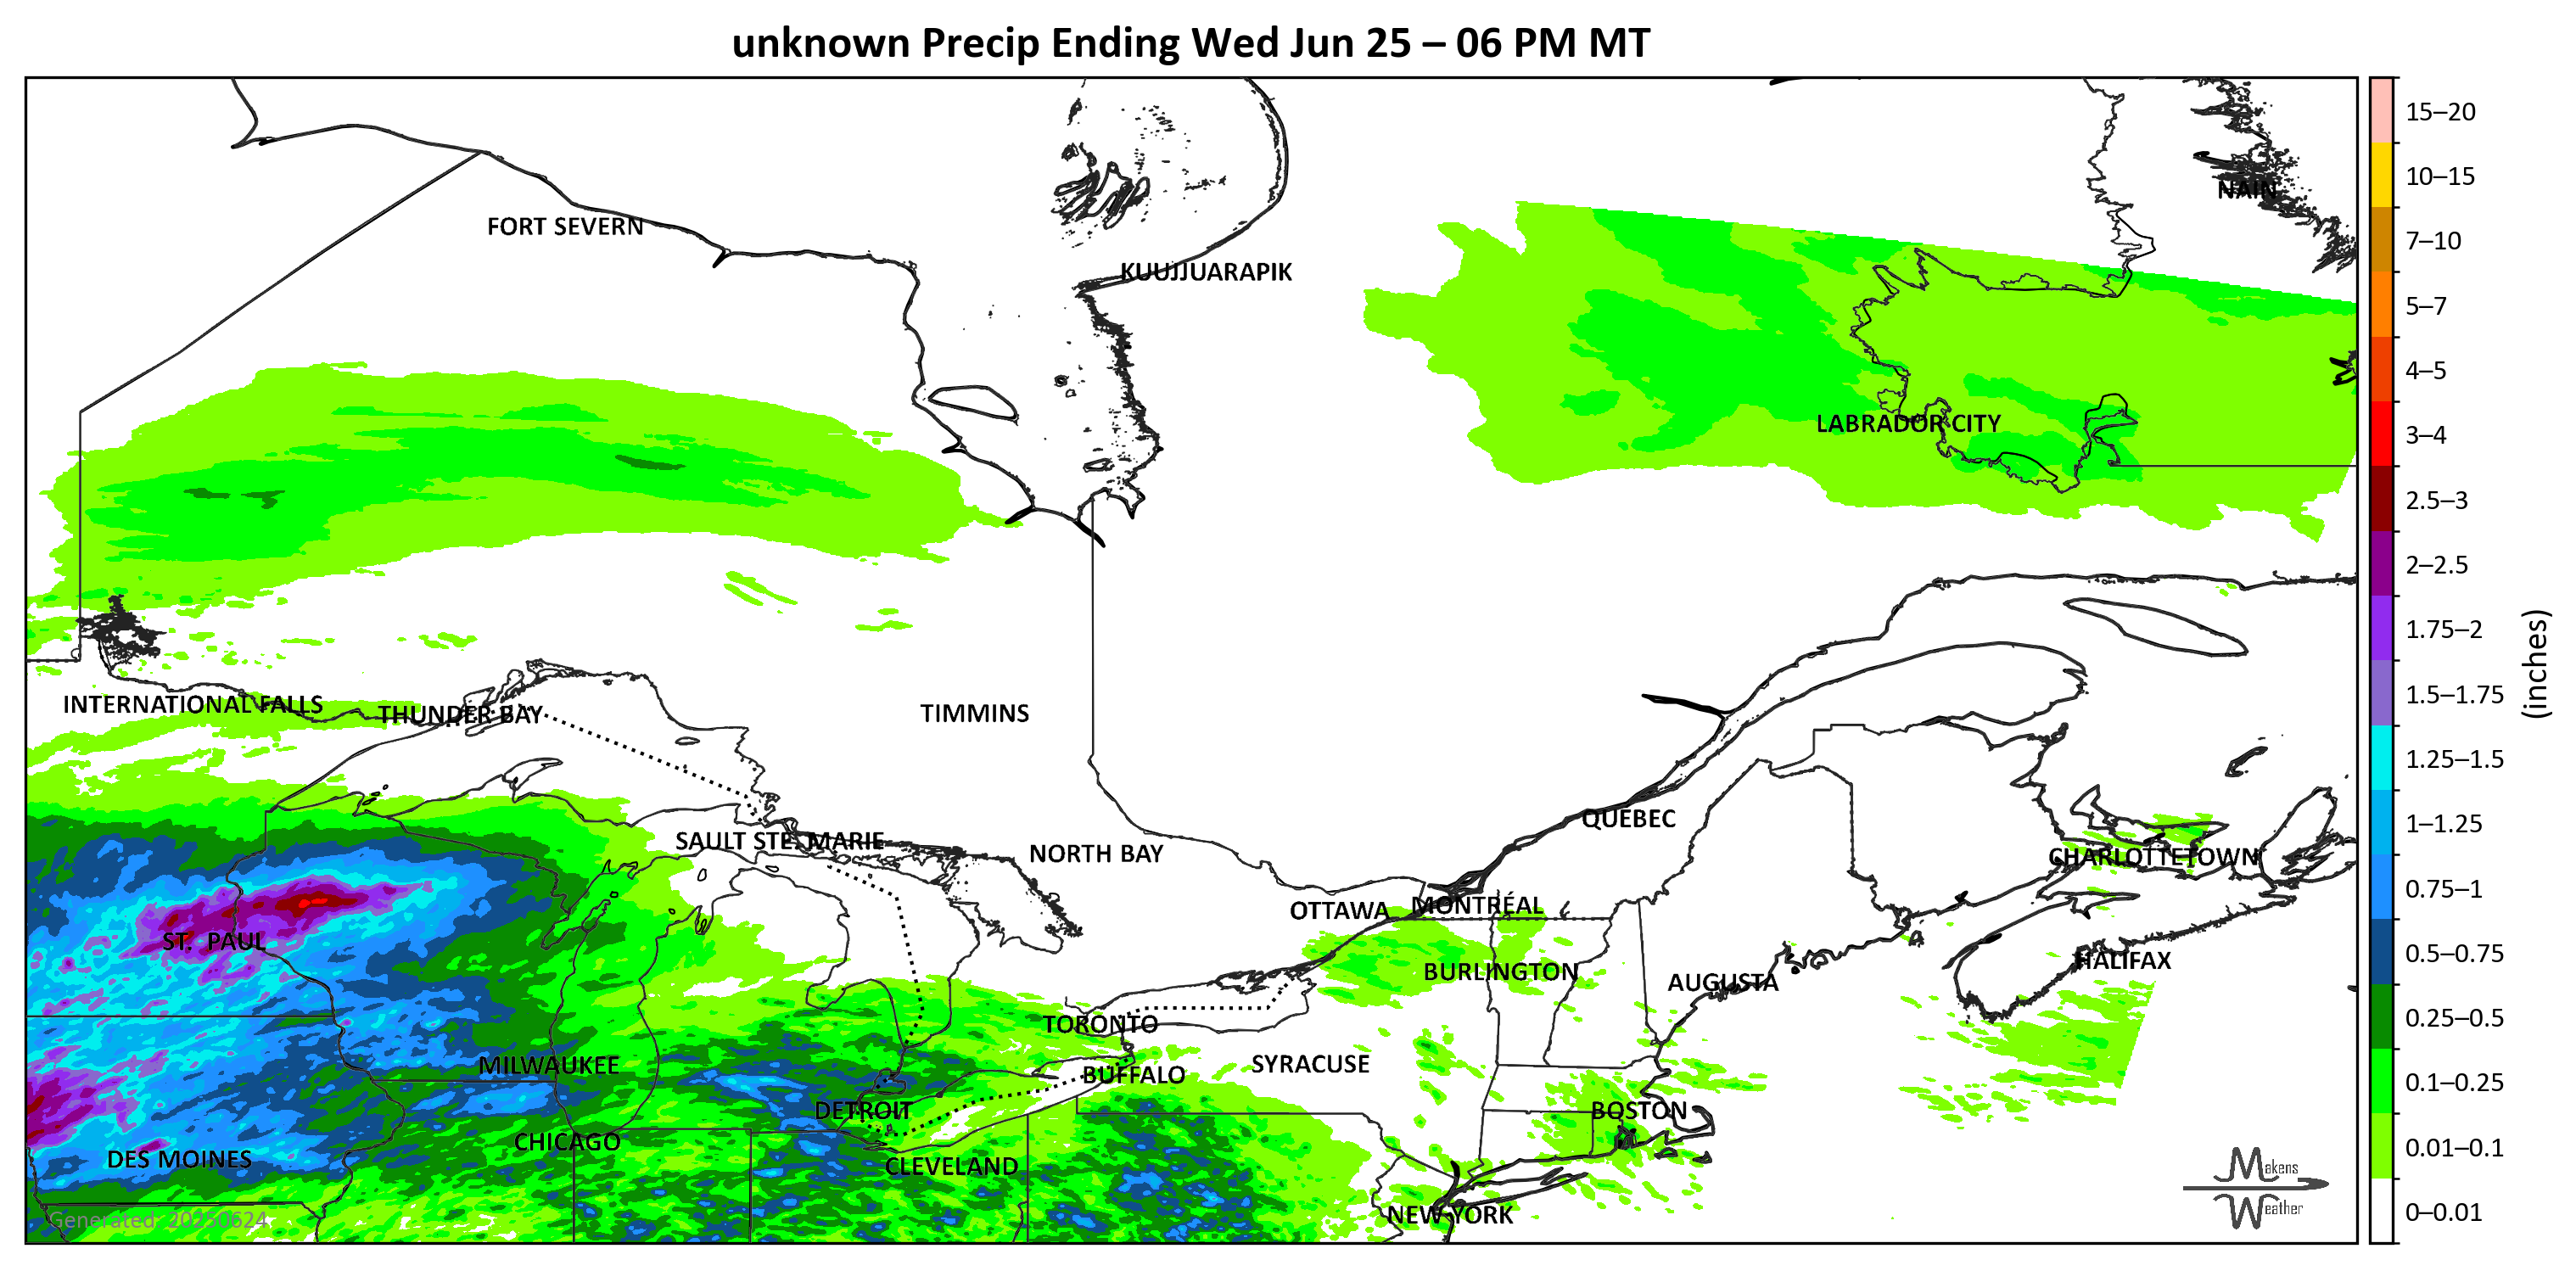 unknown Precip Ending Wed Jun 25 – 06 PM MT
15–20
10–15
7–10
5–7
4–5
3–4
2.5–3
2–2.5
1.75–2
1.5–1.75
1.25–1.5
1–1.25
0.75–1
0.5–0.75
0.25–0.5
0.1–0.25
0.01–0.1
0–0.01
(inches)
NAIN
FORT SEVERN
KUUJJUARAPIK
LABRADOR CITY
INTERNATIONAL FALLS
THUNDER BAY
TIMMINS
QUÉBEC
SAULT STE. MARIE
NORTH BAY
CHARLOTTETOWN
OTTAWA
MONTRÉAL
ST. PAUL
HALIFAX
BURLINGTON
AUGUSTA
TORONTO
MILWAUKEE
SYRACUSE
BUFFALO
DETROIT
BOSTON
CHICAGO
DES MOINES
CLEVELAND
NEW YORK
Generated: 20250624
Makens
Weather